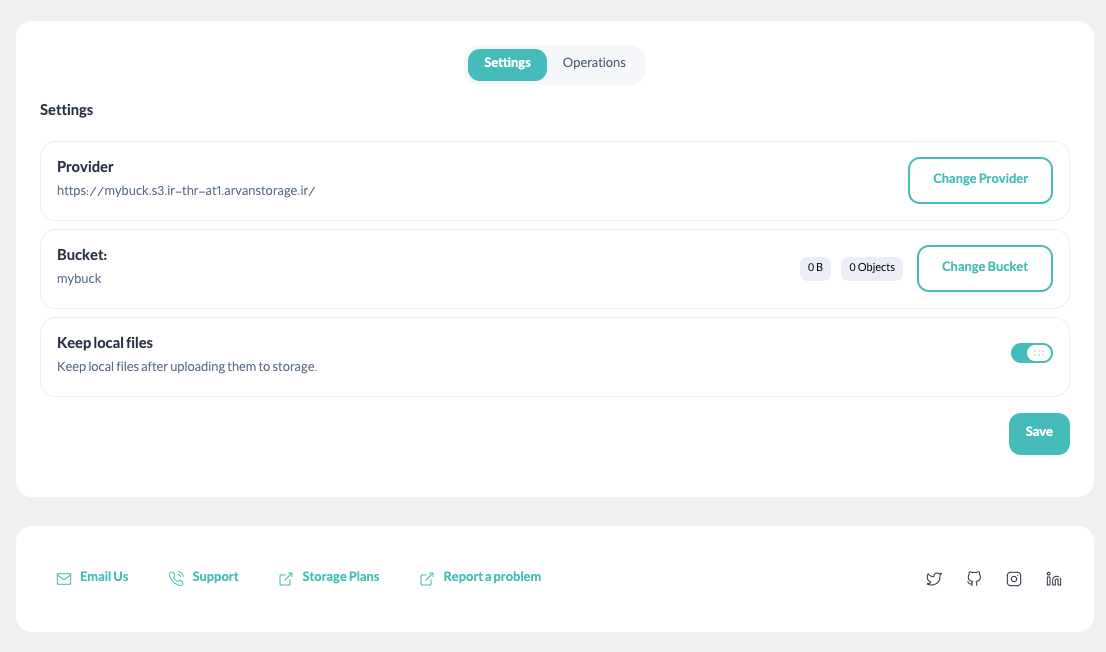 Settings Operations
Settings
Provider
https://mybuck.s3.ir-thr-at1.arvanstorage.ir/
Change Provider
Bucket:
mybuck
0 B 0 Objects Change Bucket
Keep local files
Keep local files after uploading them to storage.
Save
Email Us Support Storage Plans Report a problem